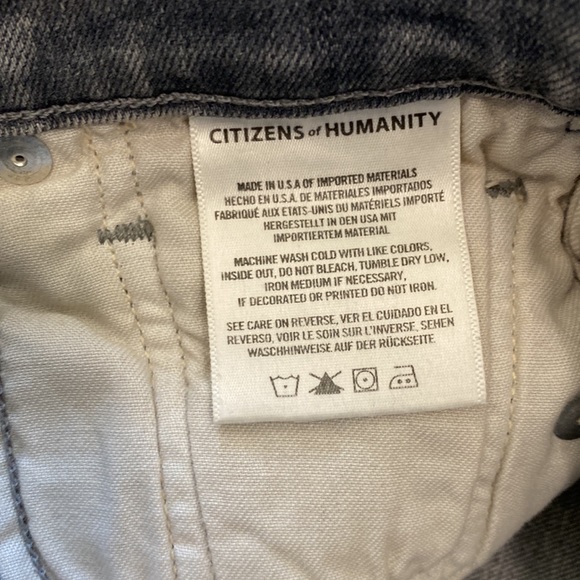 CITIZENS of HUMANITY
MADE IN U.S.A OF IMPORTED MATERIALS
HECHO EN U.S.A. DE MATERIALES IMPORTADOS
FABRIQUÉ AUX ETATS-UNIS DU MATÉRIELS IMPORTÉ
HERGESTELLT IN DEN USA MIT
IMPORTIERTEM MATERIAL
MACHINE WASH COLD WITH LIKE COLORS,
INSIDE OUT, DO NOT BLEACH, TUMBLE DRY LOW,
IRON MEDIUM IF NECESSARY.
IF DECORATED OR PRINTED DO NOT IRON.
SEE CARE ON REVERSE, VER EL CUIDADO EN EL
REVERSO, VOIR LE SOIN SUR L'INVERSE, SEHEN
WASCHHINWEISE AUF DER RÜCKSEITE